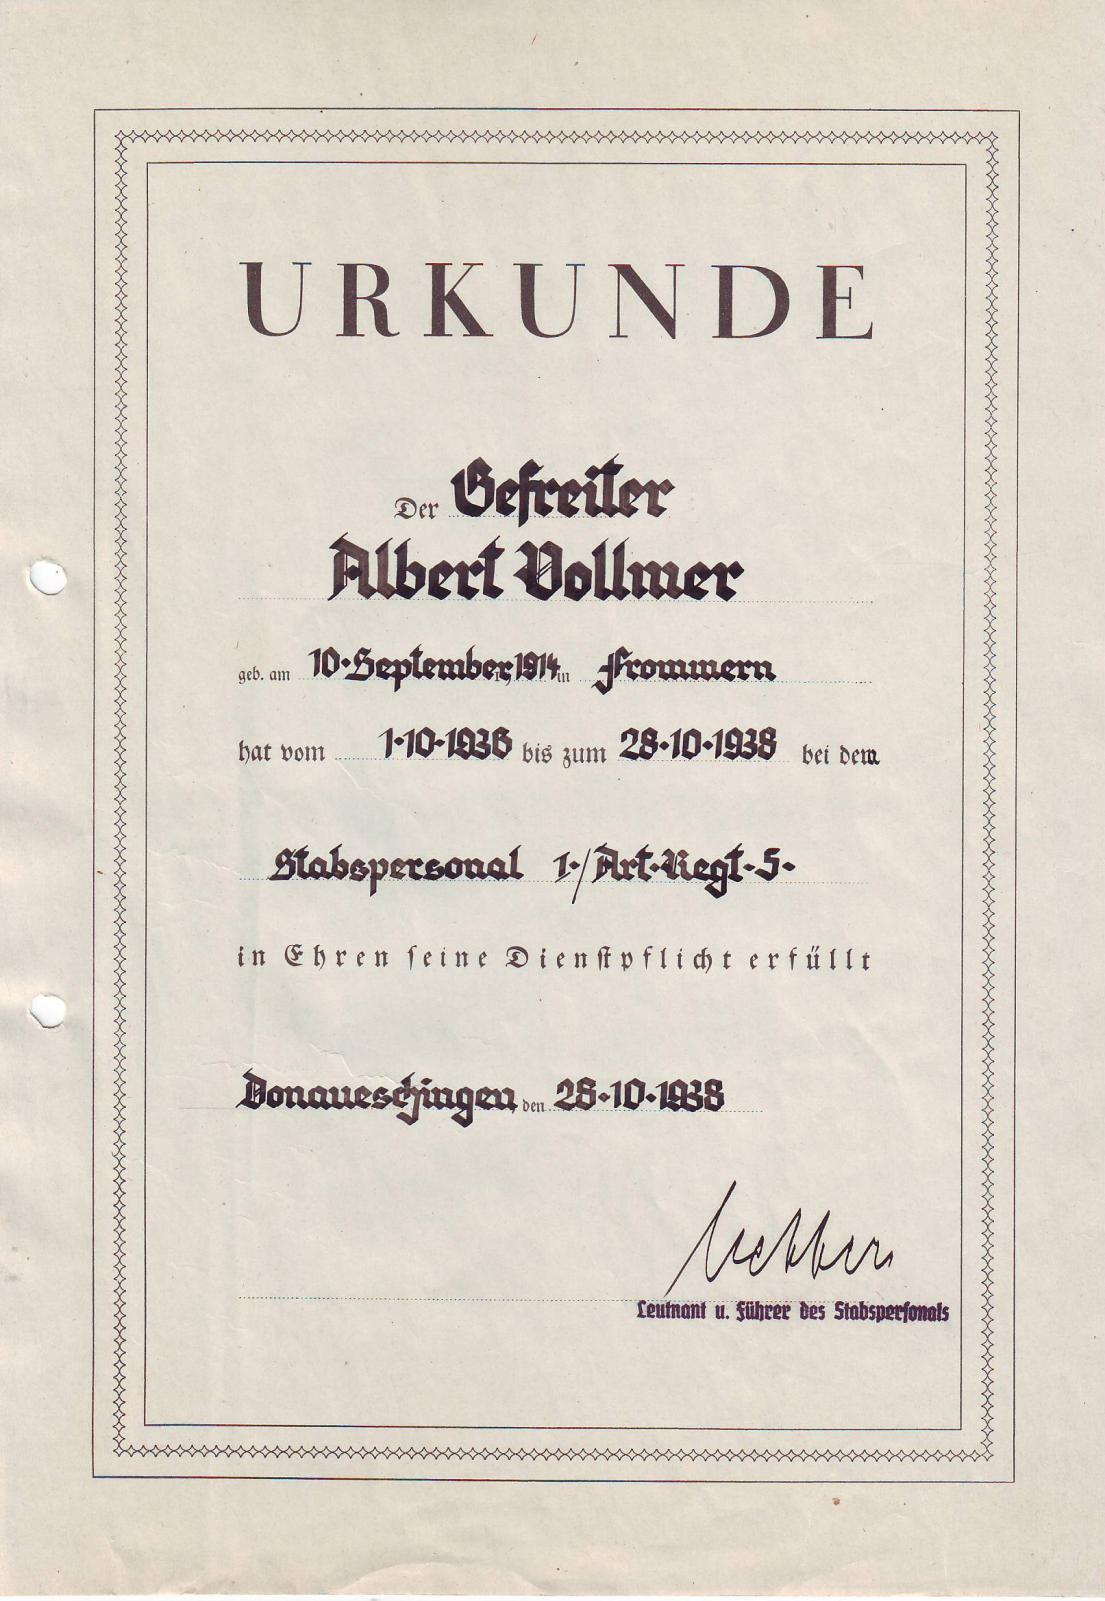 URKUNDE
Der Gefreiter
Albert Vollmer
geb. am 10. September 1914 in Frommern
hat vom 1.10.1936 bis zum 28.10.1938 bei dem
Stabspersonal 1./Art.Regt.5.
in Ehren seine Dienstpflicht erfüllt
Donaueschingen den 28.10.1938
Leutnant u. Führer des Stabspersonals